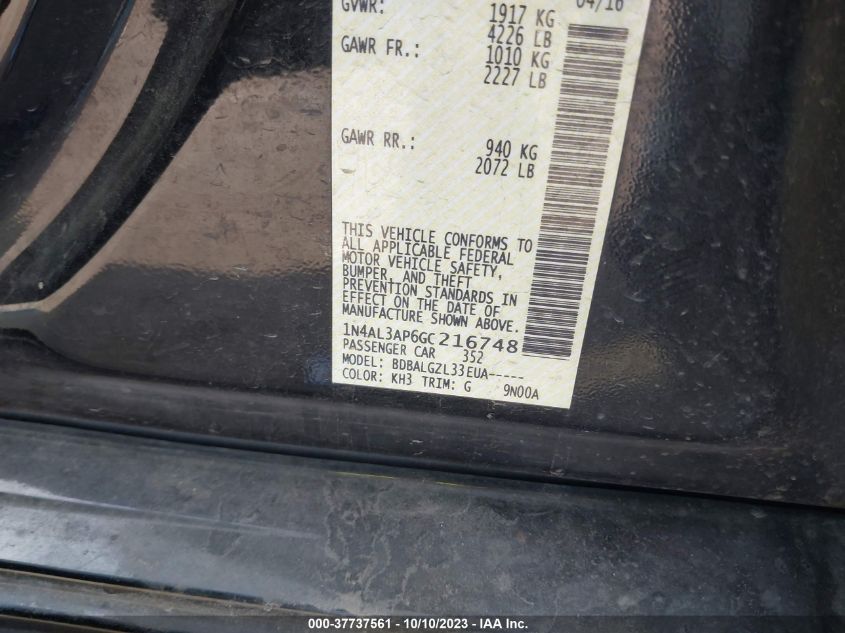 GVWR: 1917 KG 04/16
4226 LB
GAWR FR.: 1010 KG
2227 LB
GAWR RR.: 940 KG
2072 LB
THIS VEHICLE CONFORMS TO
ALL APPLICABLE FEDERAL
MOTOR VEHICLE SAFETY,
BUMPER, AND THEFT
PREVENTION STANDARDS IN
EFFECT ON THE DATE OF
MANUFACTURE SHOWN ABOVE.
1N4AL3AP6GC216748
PASSENGER CAR 352
MODEL: BDBALGZL33EUA-----
COLOR: KH3 TRIM: G 9N00A
000-37737561 - 10/10/2023 - IAA Inc.